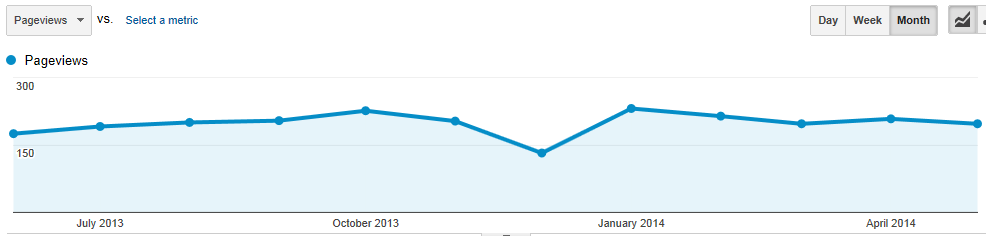 Pageviews vs. Select a metric Day Week Month
Pageviews
300
150
July 2013 October 2013 January 2014 April 2014